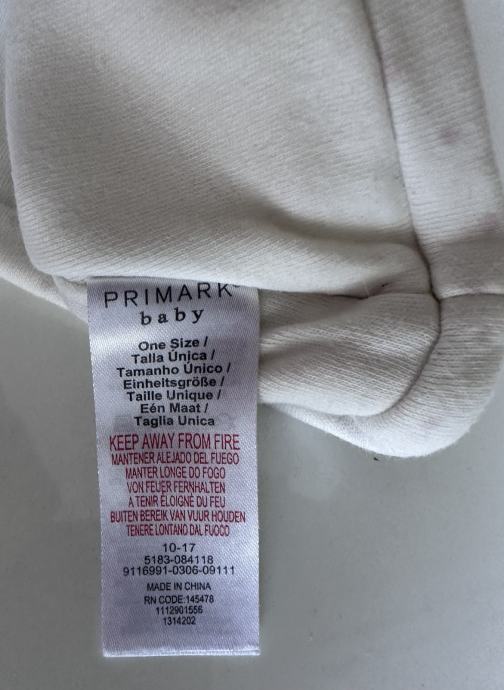 PRIMARK
baby
One Size /
Talla Única /
Tamanho Único /
Einheitsgröße /
Taille Unique /
Eén Maat /
Taglia Unica
KEEP AWAY FROM FIRE
MANTENER ALEJADO DEL FUEGO
MANTER LONGE DO FOGO
VON FEUER FERNHALTEN
A TENIR ÉLOIGNÉ DU FEU
BUITEN BEREIK VAN VUUR HOUDEN
TENERE LONTANO DAL FUOCO
10-17
5183-084118
9116991-0306-09111
MADE IN CHINA
RN CODE:145478
1112901556
1314202